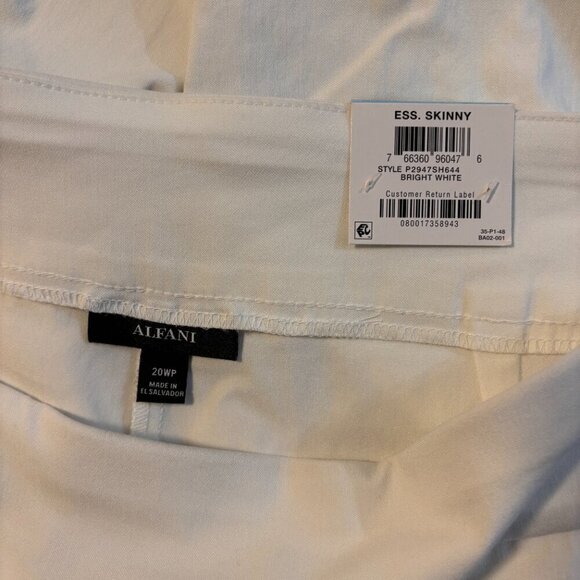 ESS. SKINNY
7 66360 96047 6
STYLE P2947SH644
BRIGHT WHITE
Customer Return Label
080017358943
35-P1-48
BA02-001
ALFANI
20WP
MADE IN
EL SALVADOR